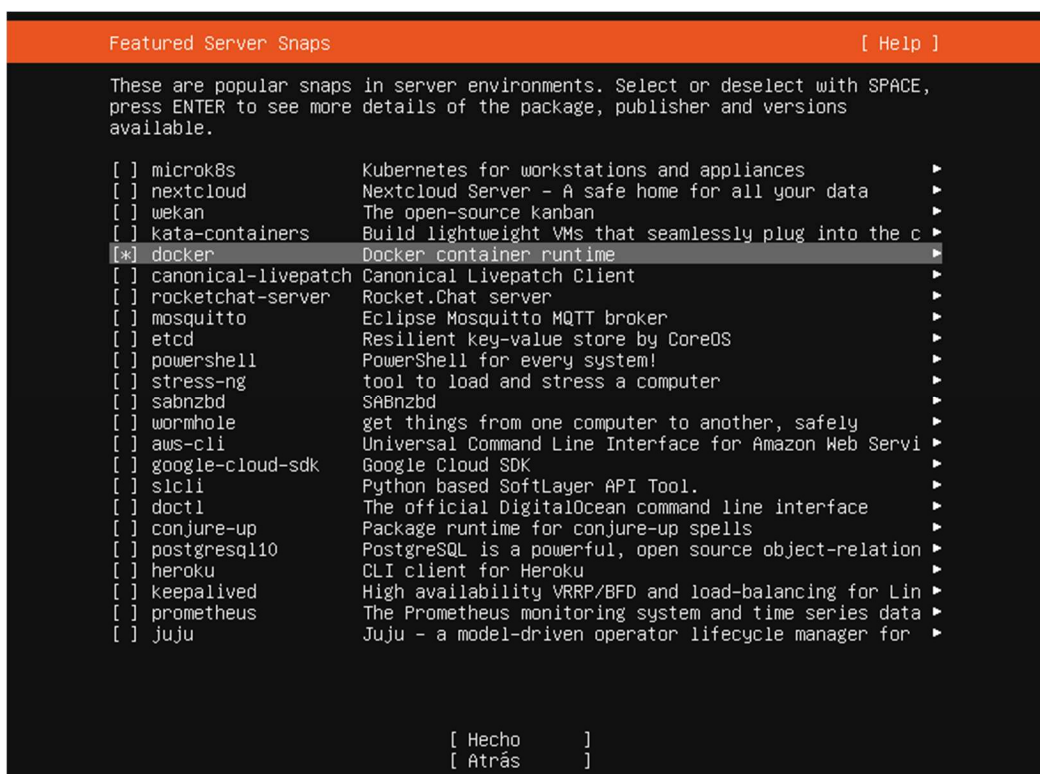 Featured Server Snaps [ Help ]
These are popular snaps in server environments. Select or deselect with SPACE,
press ENTER to see more details of the package, publisher and versions
available.
[ ] microk8s Kubernetes for workstations and appliances ►
[ ] nextcloud Nextcloud Server – A safe home for all your data ►
[ ] wekan The open-source kanban ►
[ ] kata-containers Build lightweight VMs that seamlessly plug into the c ►
[*] docker Docker container runtime ►
[ ] canonical-livepatch Canonical Livepatch Client ►
[ ] rocketchat-server Rocket.Chat server ►
[ ] mosquitto Eclipse Mosquitto MQTT broker ►
[ ] etcd Resilient key-value store by CoreOS ►
[ ] powershell PowerShell for every system! ►
[ ] stress-ng tool to load and stress a computer ►
[ ] sabnzbd SABnzbd ►
[ ] wormhole get things from one computer to another, safely ►
[ ] aws-cli Universal Command Line Interface for Amazon Web Servi ►
[ ] google-cloud-sdk Google Cloud SDK ►
[ ] slcli Python based SoftLayer API Tool. ►
[ ] doctl The official DigitalOcean command line interface ►
[ ] conjure-up Package runtime for conjure-up spells ►
[ ] postgresql10 PostgreSQL is a powerful, open source object-relation ►
[ ] heroku CLI client for Heroku ►
[ ] keepalived High availability VRRP/BFD and load-balancing for Lin ►
[ ] prometheus The Prometheus monitoring system and time series data ►
[ ] juju Juju – a model-driven operator lifecycle manager for ►
[ Hecho ]
[ Atrás ]